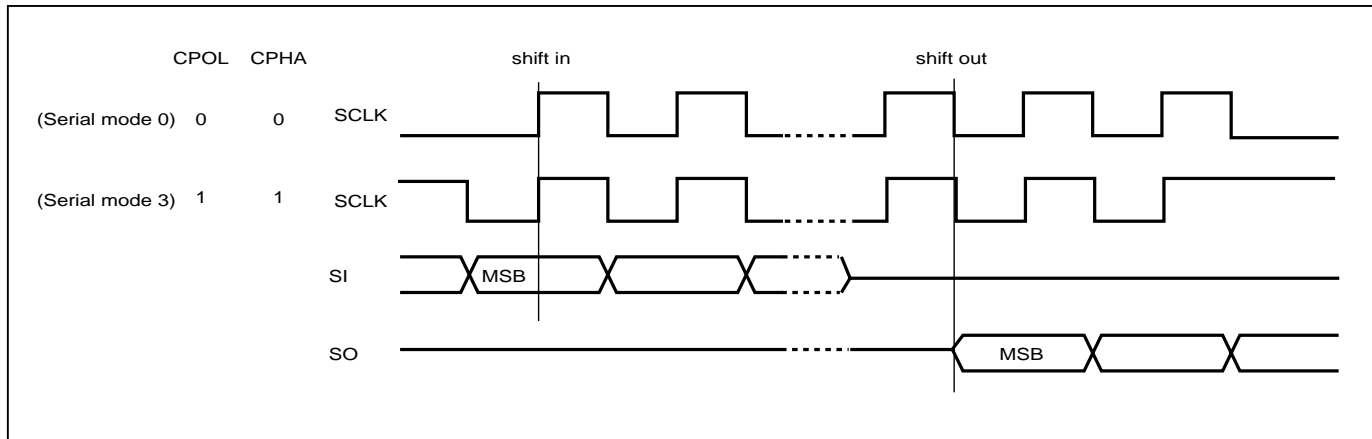 CPOL CPHA shift in shift out
(Serial mode 0) 0 0 SCLK
(Serial mode 3) 1 1 SCLK
SI MSB
SO MSB